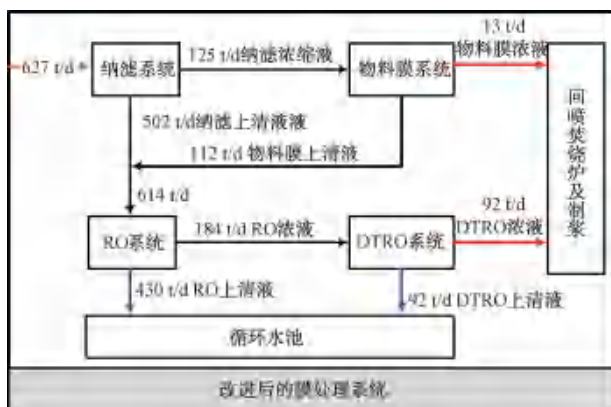 13 t/d
627 t/d
纳滤系统
125 t/d纳滤浓缩液
物料膜系统
物料膜浓液
502 t/d纳滤上清液液
112 t/d 物料膜上清液
614 t/d
回喷焚烧炉及制浆
92 t/d
RO系统
184 t/d RO浓液
DTRO系统
DTRO浓液
430 t/d RO上清液
92 t/d DTRO上清液
循环水池
改进后的膜处理系统